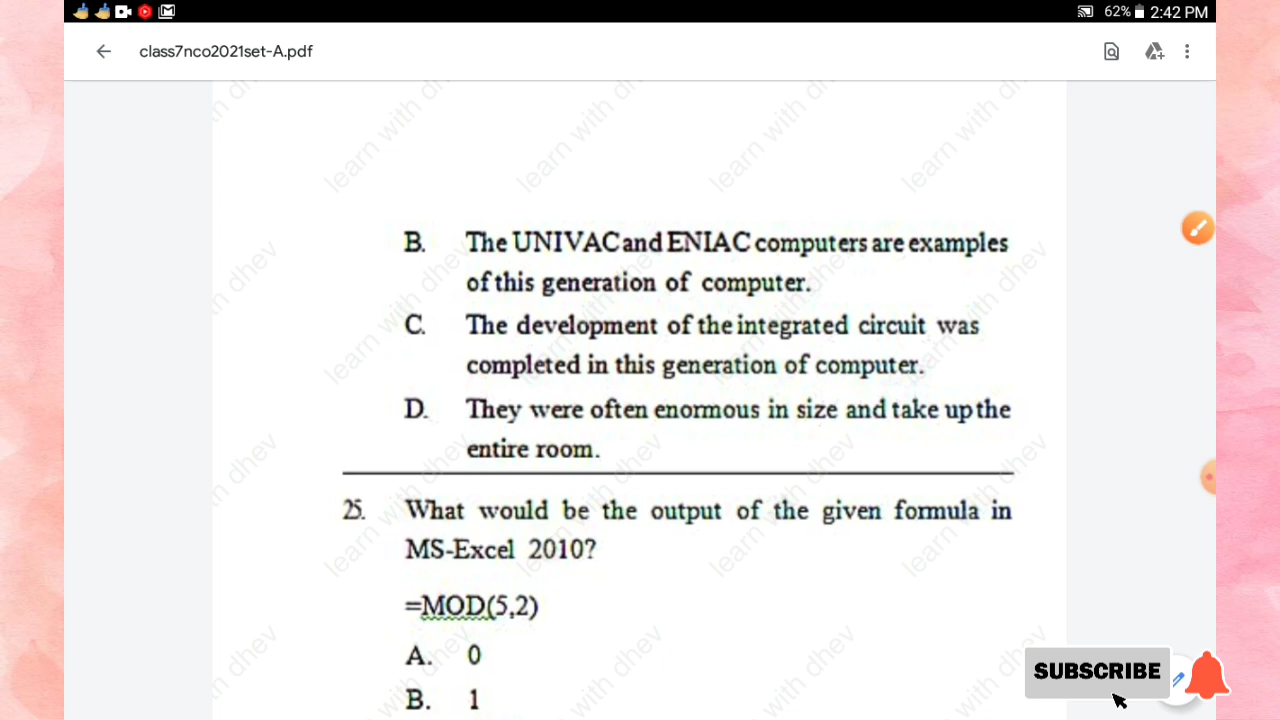 62% 2:42 PM
class7nco2021set-A.pdf
B. The UNIVAC and ENIAC computers are examples
of this generation of computer.
C. The development of the integrated circuit was
completed in this generation of computer.
D. They were often enormous in size and take up the
entire room.
25. What would be the output of the given formula in
MS-Excel 2010?
=MOD(5,2)
A. 0
B. 1
SUBSCRIBE
learn with dhev